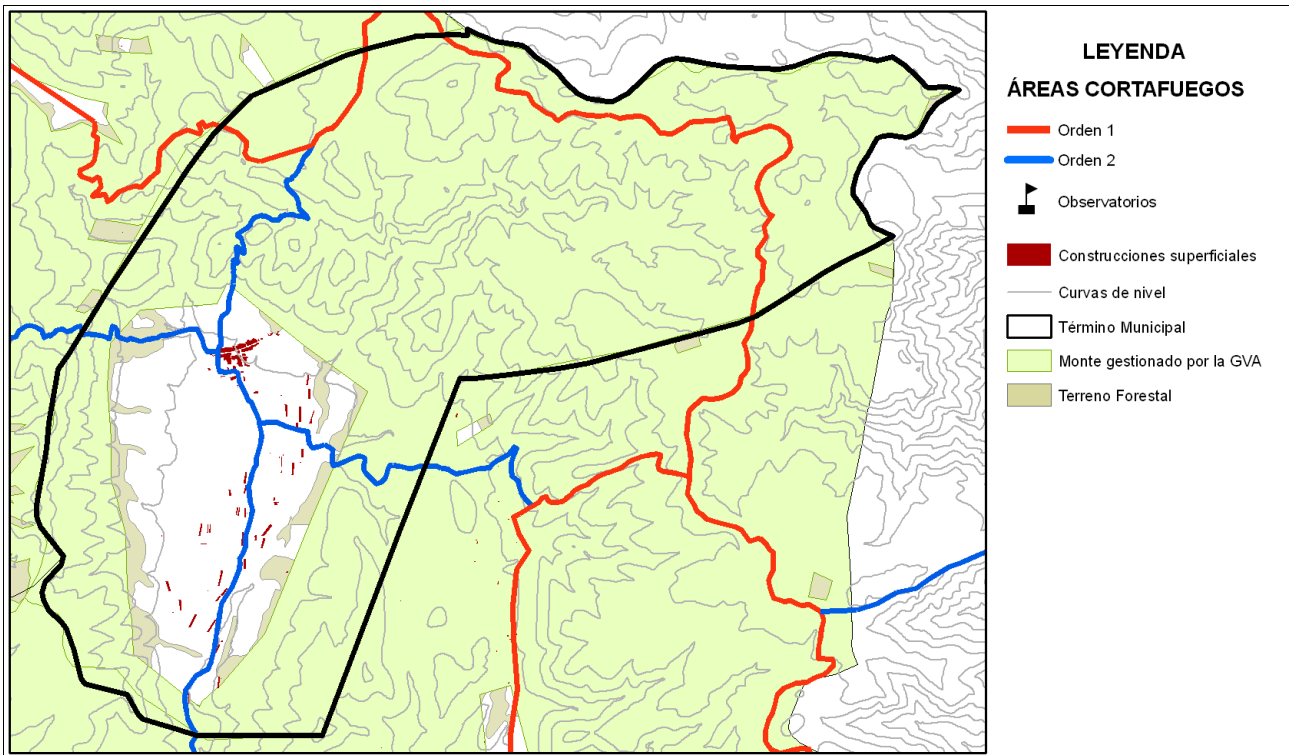 LEYENDA
ÁREAS CORTAFUEGOS
Orden 1
Orden 2
Observatorios
Construcciones superficiales
Curvas de nivel
Término Municipal
Monte gestionado por la GVA
Terreno Forestal